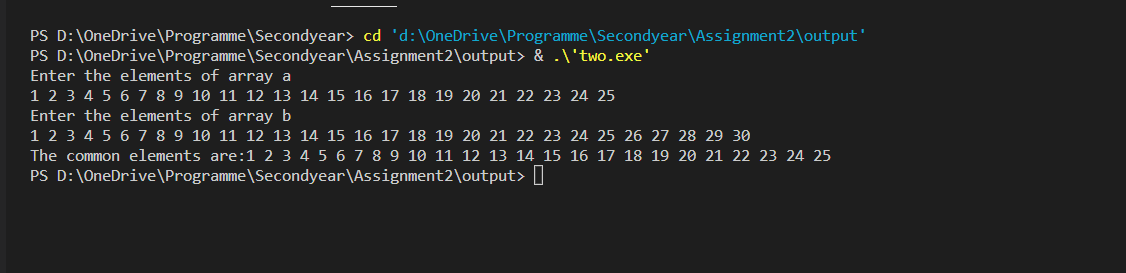 PS D:\OneDrive\Programme\Secondyear> cd 'd:\OneDrive\Programme\Secondyear\Assignment2\output'
PS D:\OneDrive\Programme\Secondyear\Assignment2\output> & .\'two.exe'
Enter the elements of array a
1 2 3 4 5 6 7 8 9 10 11 12 13 14 15 16 17 18 19 20 21 22 23 24 25
Enter the elements of array b
1 2 3 4 5 6 7 8 9 10 11 12 13 14 15 16 17 18 19 20 21 22 23 24 25 26 27 28 29 30
The common elements are:1 2 3 4 5 6 7 8 9 10 11 12 13 14 15 16 17 18 19 20 21 22 23 24 25
PS D:\OneDrive\Programme\Secondyear\Assignment2\output>